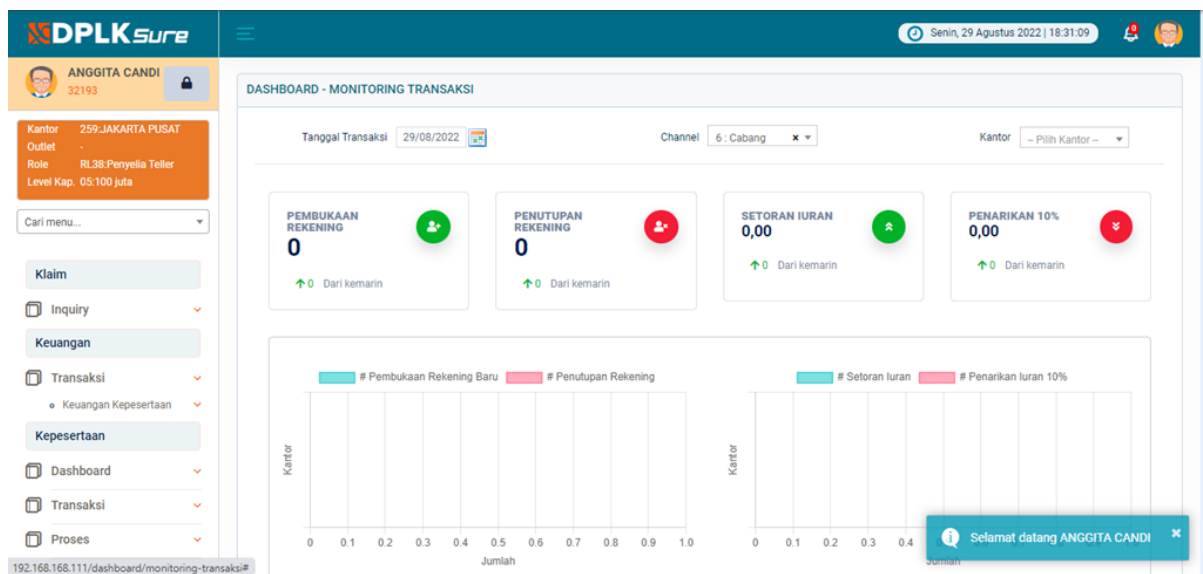 DPLKsure
Senin, 29 Agustus 2022 | 18:31:09
ANGGITA CANDI
32193
Kantor 259:JAKARTA PUSAT
Outlet -
Role RL38:Penyelia Teller
Level Kap. 05:100 juta
Cari menu...
Klaim
Inquiry
Keuangan
Transaksi
Keuangan Kepesertaan
Kepesertaan
Dashboard
Transaksi
Proses
192.168.168.111/dashboard/monitoring-transaksi#
DASHBOARD - MONITORING TRANSAKSI
Tanggal Transaksi 29/08/2022 Channel 6 : Cabang × Kantor -- Pilih Kantor --
PEMBUKAAN
REKENING
0
0 Dari kemarin
PENUTUPAN
REKENING
0
0 Dari kemarin
SETORAN IURAN
0,00
0 Dari kemarin
PENARIKAN 10%
0,00
0 Dari kemarin
# Pembukaan Rekening Baru # Penutupan Rekening
Kantor
0 0.1 0.2 0.3 0.4 0.5 0.6 0.7 0.8 0.9 1.0
Jumlah
# Setoran Iuran # Penarikan Iuran 10%
Kantor
0 0.1 0.2 0.3 0.4
Jumlah
Selamat datang ANGGITA CANDI ×